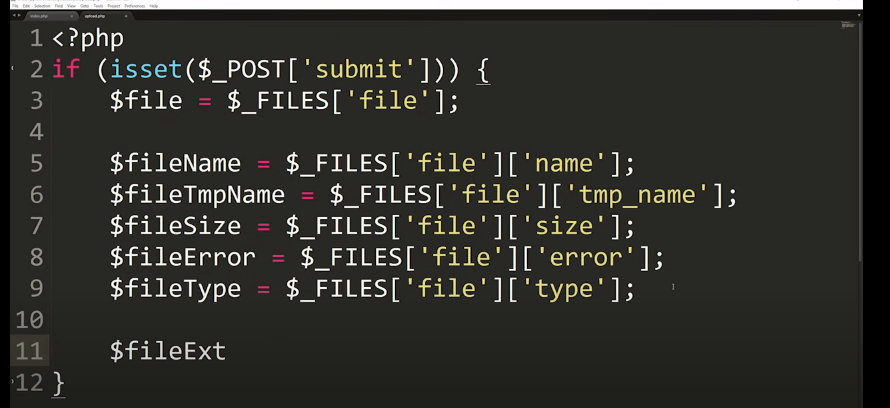 File Edit Selection Find View Goto Tools Project Preferences Help
index.php upload.php
1 <?php
2 if (isset($_POST['submit'])) {
3 $file = $_FILES['file'];
4
5 $fileName = $_FILES['file']['name'];
6 $fileTmpName = $_FILES['file']['tmp_name'];
7 $fileSize = $_FILES['file']['size'];
8 $fileError = $_FILES['file']['error'];
9 $fileType = $_FILES['file']['type'];
10
11 $fileExt
12 }